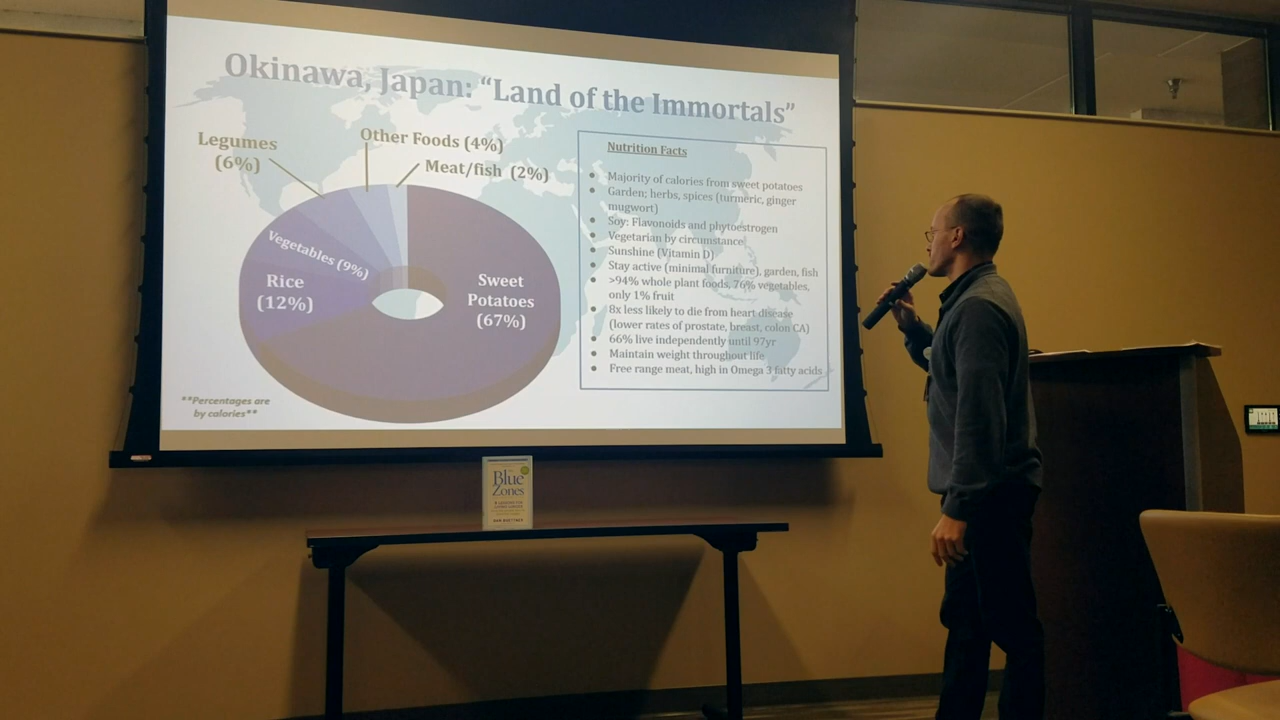 Okinawa, Japan: “Land of the Immortals”
Legumes
(6%)
Other Foods (4%)
Meat/fish (2%)
Vegetables (9%)
Rice
(12%)
Sweet
Potatoes
(67%)
**Percentages are
by calories**
Nutrition Facts
• Majority of calories from sweet potatoes
• Garden; herbs, spices (turmeric, ginger
mugwort)
• Soy: Flavonoids and phytoestrogen
• Vegetarian by circumstance
• Sunshine (Vitamin D)
• Stay active (minimal furniture), garden, fish
• >94% whole plant foods, 76% vegetables,
only 1% fruit
• 8x less likely to die from heart disease
(lower rates of prostate, breast, colon CA)
• 66% live independently until 97yr
• Maintain weight throughout life
• Free range meat, high in Omega 3 fatty acids
Blue
Zones